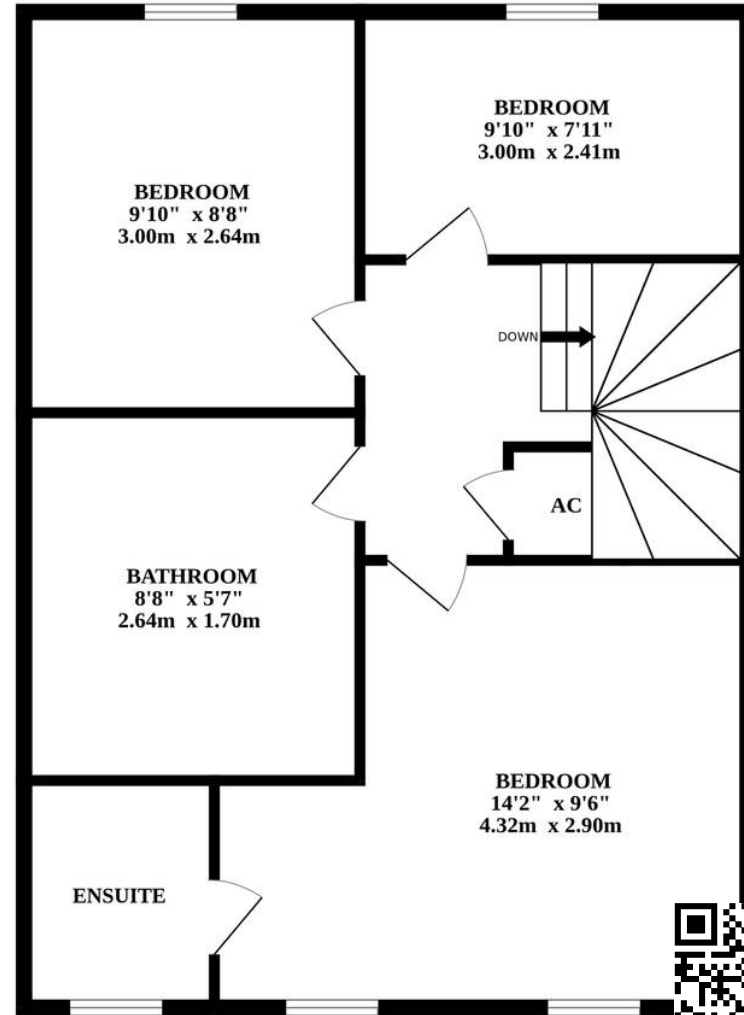 BEDROOM
9'10" x 7'11"
3.00m x 2.41m
BEDROOM
9'10" x 8'8"
3.00m x 2.64m
DOWN
AC
BATHROOM
8'8" x 5'7"
2.64m x 1.70m
BEDROOM
14'2" x 9'6"
4.32m x 2.90m
ENSUITE